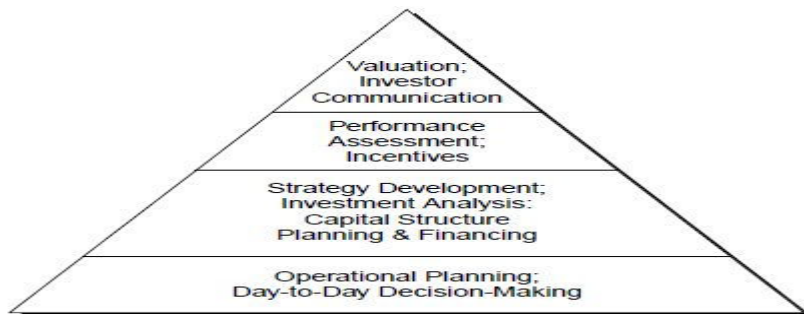 Valuation;
Investor
Communication
Performance
Assessment;
Incentives
Strategy Development;
Investment Analysis:
Capital Structure
Planning & Financing
Operational Planning;
Day-to-Day Decision-Making